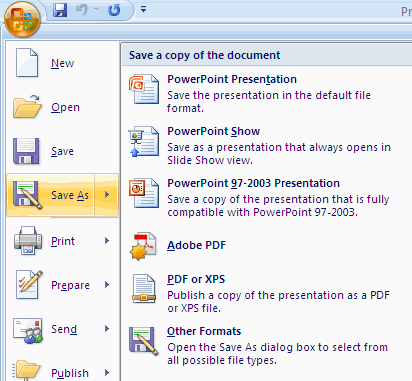 Pr
Save a copy of the document
New
Open
Save
Save As
Print
Prepare
Send
Publish
PowerPoint Presentation
Save the presentation in the default file
format.
PowerPoint Show
Save as a presentation that always opens in
Slide Show view.
PowerPoint 97-2003 Presentation
Save a copy of the presentation that is fully
compatible with PowerPoint 97-2003.
Adobe PDF
PDF or XPS
Publish a copy of the presentation as a PDF
or XPS file.
Other Formats
Open the Save As dialog box to select from
all possible file types.